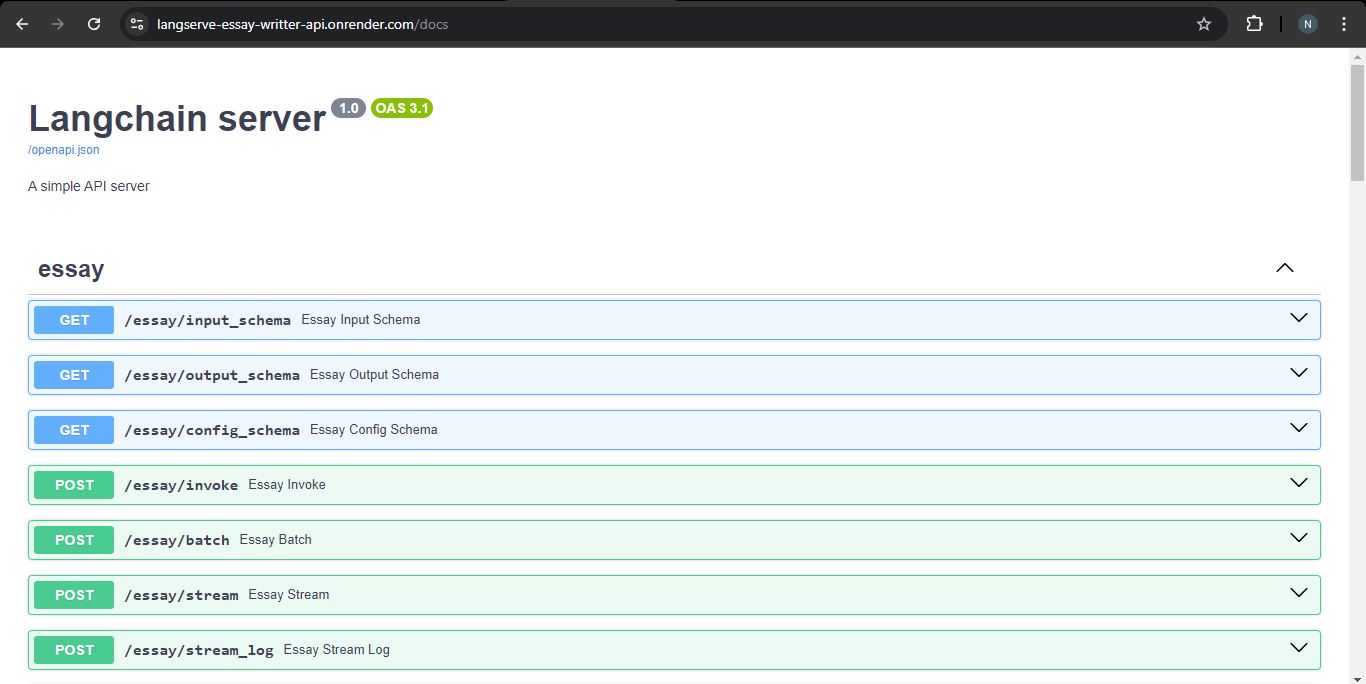 langserve-essay-writter-api.onrender.com/docs
N
Langchain server 1.0 OAS 3.1
/openapi.json
A simple API server
essay
GET /essay/input_schema Essay Input Schema
GET /essay/output_schema Essay Output Schema
GET /essay/config_schema Essay Config Schema
POST /essay/invoke Essay Invoke
POST /essay/batch Essay Batch
POST /essay/stream Essay Stream
POST /essay/stream_log Essay Stream Log